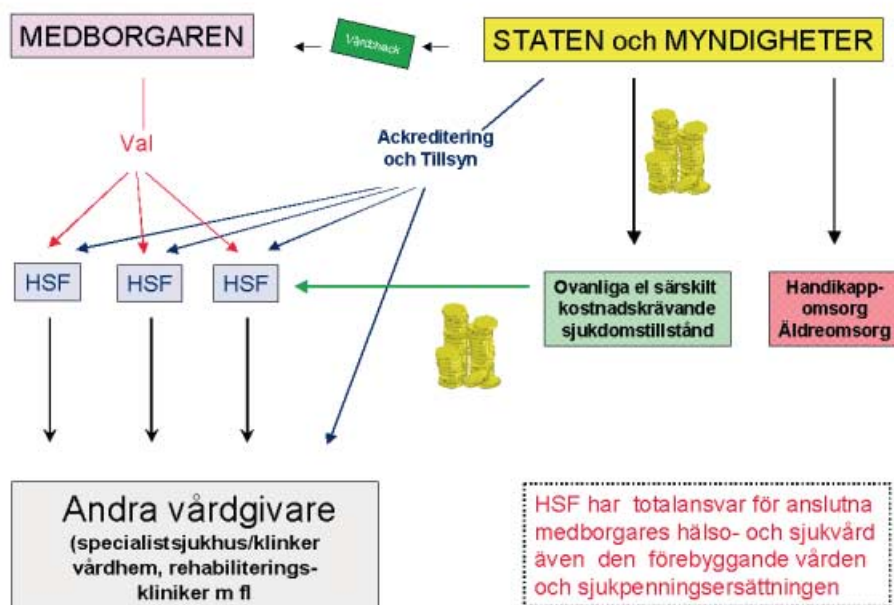 MEDBORGAREN
Vårdcheck
STATEN och MYNDIGHETER
Val
Ackreditering
och Tillsyn
HSF
HSF
HSF
Ovanliga el särskilt
kostnadskrävande
sjukdomstillstånd
Handikapp-
omsorg
Äldreomsorg
Andra vårdgivare
(specialistsjukhus/klinker
vårdhem, rehabiliterings-
kliniker m fl
HSF har totalansvar för anslutna
medborgares hälso- och sjukvård
även den förebyggande vården
och sjukpenningsersättningen